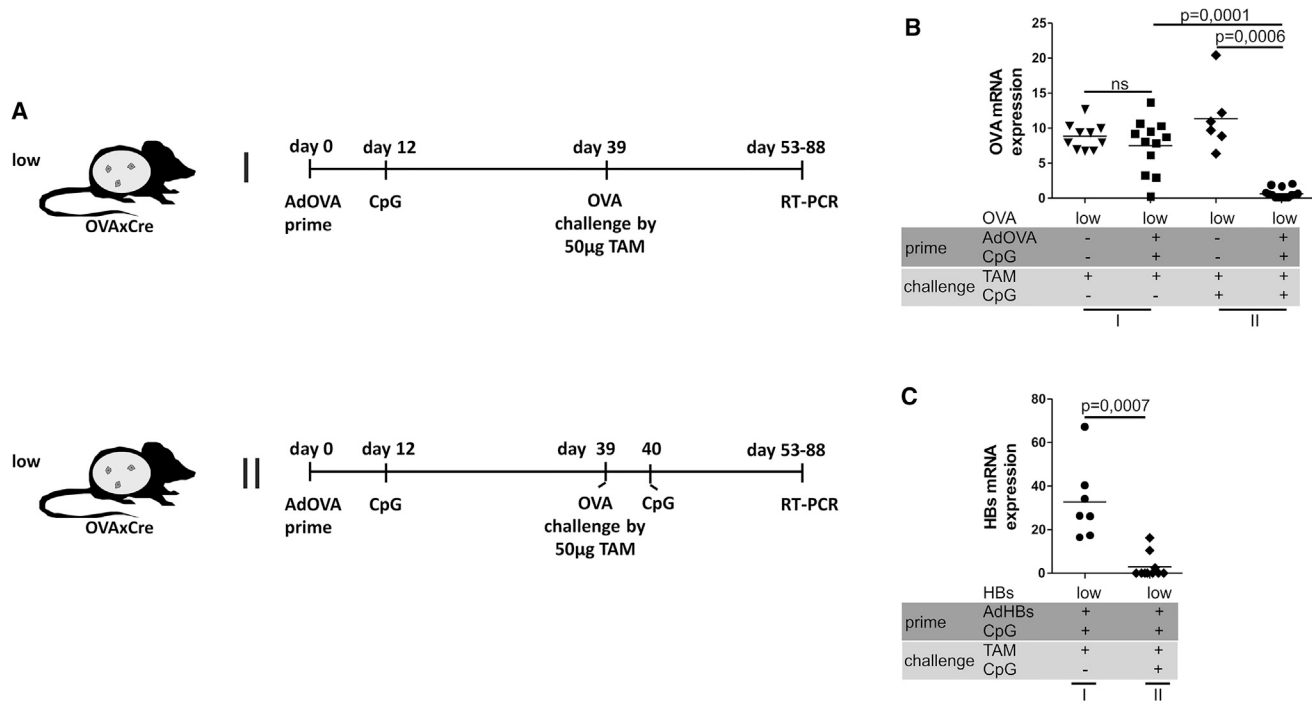 A
low
OVAxCre
I
day 0
day 12
day 39
day 53-88
AdOVA
prime
CpG
OVA
challenge by
50µg TAM
RT-PCR
low
OVAxCre
II
day 0
day 12
day 39
40
day 53-88
AdOVA
prime
CpG
OVA
challenge by
50µg TAM
CpG
RT-PCR
B
OVA mRNA
expression
25
20
15
10
5
0
ns
p=0,0001
p=0,0006
OVA low low low low
prime
AdOVA - + - +
CpG - + - +
challenge
TAM + + + +
CpG - - + +
I II
C
HBs mRNA
expression
80
60
40
20
0
p=0,0007
HBs low low
prime
AdHBs + +
CpG + +
challenge
TAM + +
CpG - +
I II